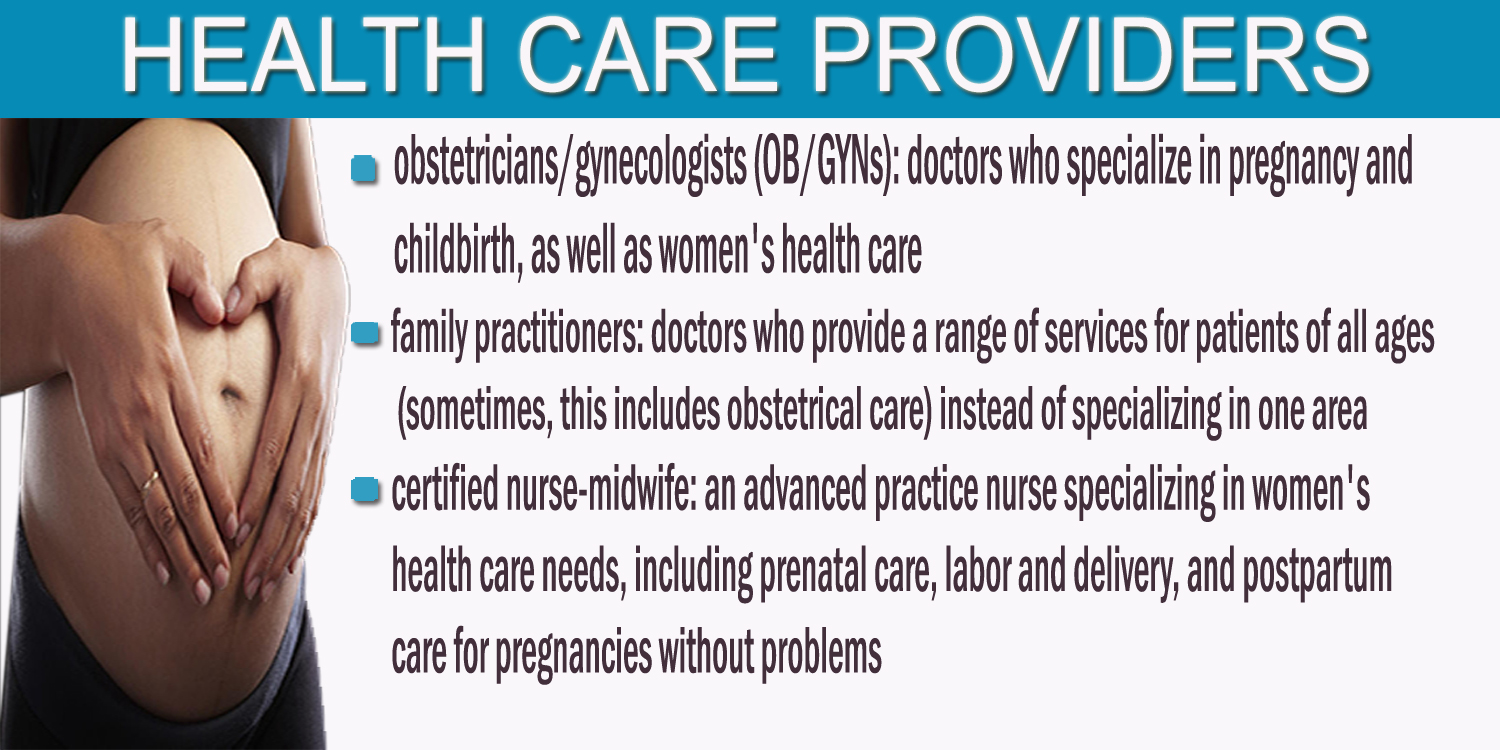 HEALTH CARE PROVIDERS
obstetricians/gynecologists (OB/GYNs): doctors who specialize in pregnancy and
childbirth, as well as women's health care
family practitioners: doctors who provide a range of services for patients of all ages
(sometimes, this includes obstetrical care) instead of specializing in one area
certified nurse-midwife: an advanced practice nurse specializing in women's
health care needs, including prenatal care, labor and delivery, and postpartum
care for pregnancies without problems